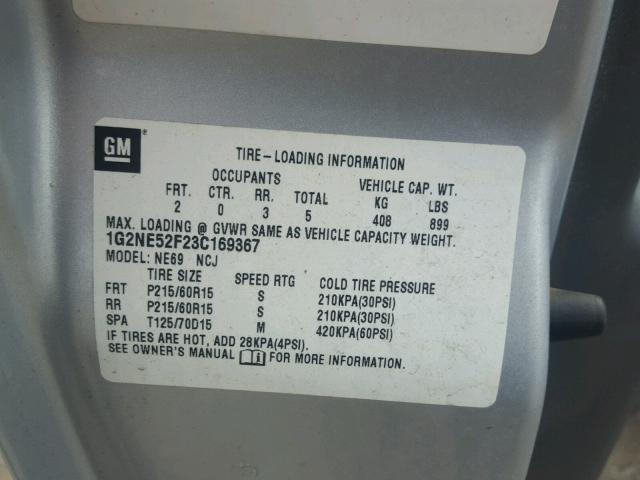 GM ®
TIRE-LOADING INFORMATION
OCCUPANTS VEHICLE CAP. WT.
FRT. CTR. RR. TOTAL KG LBS
2 0 3 5 408 899
MAX. LOADING @ GVWR SAME AS VEHICLE CAPACITY WEIGHT.
1G2NE52F23C169367
MODEL: NE69 NCJ
TIRE SIZE SPEED RTG COLD TIRE PRESSURE
FRT P215/60R15 S 210KPA(30PSI)
RR P215/60R15 S 210KPA(30PSI)
SPA T125/70D15 M 420KPA(60PSI)
IF TIRES ARE HOT, ADD 28KPA(4PSI).
SEE OWNER'S MANUAL FOR MORE INFORMATION.